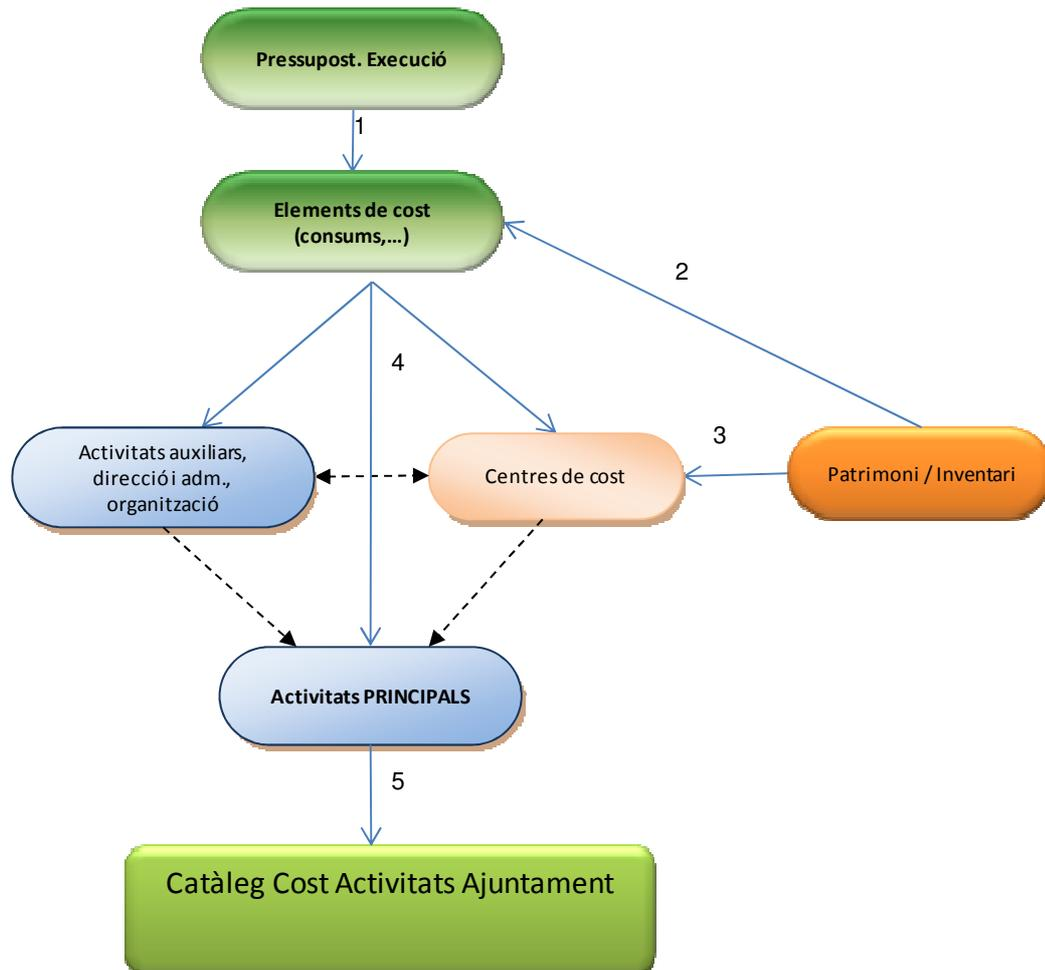 Pressupost. Execució
1
Elements de cost
(consums,...)
2
4
3
Activitats auxiliars,
direcció i adm.,
organització
Centres de cost
Patrimoni / Inventari
Activitats PRINCIPALS
5
Catàleg Cost Activitats Ajuntament